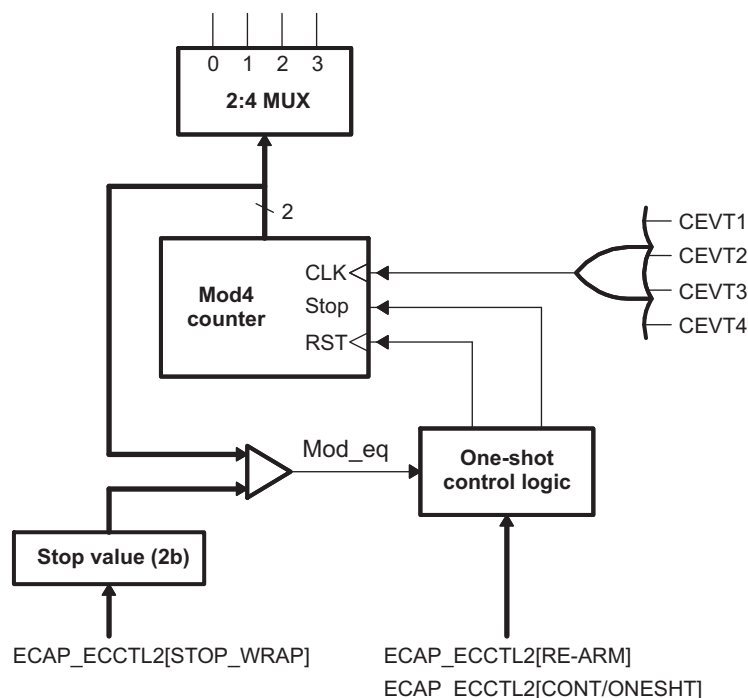 0 1 2 3
2:4 MUX
2
CEVT1
CEVT2
CEVT3
CEVT4
CLK
Stop
RST
Mod4
counter
Mod_eq
One-shot
control logic
Stop value (2b)
ECAP_ECCTL2[STOP_WRAP]
ECAP_ECCTL2[RE-ARM]
ECAP_ECCTL2[CONT/ONESHT]